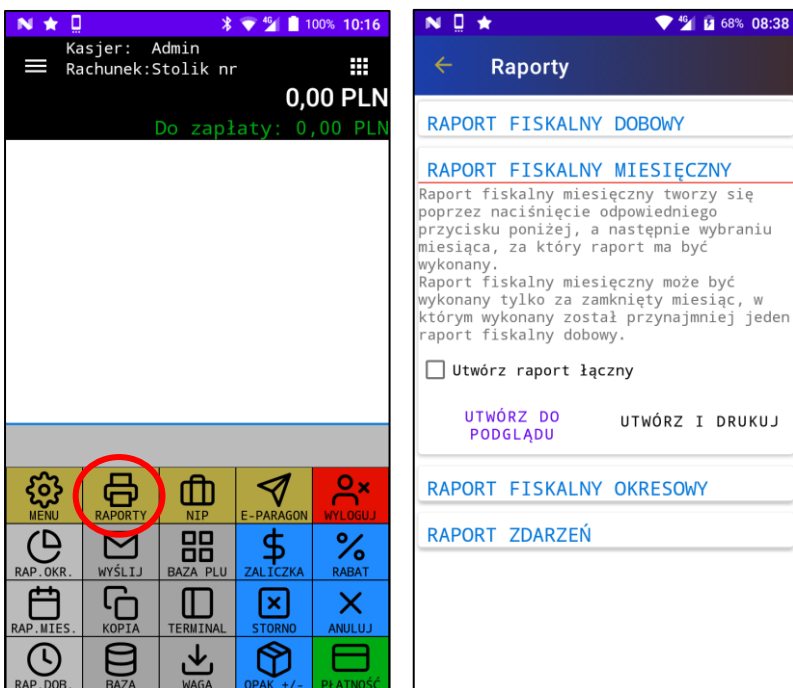 4G 100% 10:16
Kasjer: Admin
Rachunek:Stolik nr
0,00 PLN
Do zapłaty: 0,00 PLN
MENU RAPORTY NIP E-PARAGON WYLOGUJ
RAP.OKR. WYŚLIJ BAZA PLU ZALICZKA RABAT
RAP.MIES. KOPIA TERMINAL STORNO ANULUJ
RAP.DOB. BAZA WAGA OPAK +/- PŁATNOŚĆ
4G 68% 08:38
Raporty
RAPORT FISKALNY DOBOWY
RAPORT FISKALNY MIESIĘCZNY
Raport fiskalny miesięczny tworzy się
poprzez naciśnięcie odpowiedniego
przycisku poniżej, a następnie wybraniu
miesiąca, za który raport ma być
wykonany.
Raport fiskalny miesięczny może być
wykonany tylko za zamknięty miesiąc, w
którym wykonany został przynajmniej jeden
raport fiskalny dobowy.
Utwórz raport łączny
UTWÓRZ DO
PODGLĄDU
UTWÓRZ I DRUKUJ
RAPORT FISKALNY OKRESOWY
RAPORT ZDARZEŃ